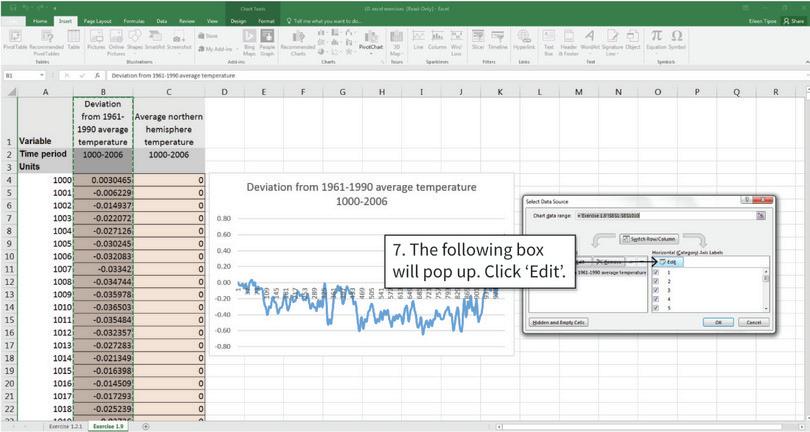 Chart Tools
10. excel exercises (Read-Only) - Excel
Home Insert Page Layout Formulas Data Review View Design Format Tell me what you want to do... Eileen Tipoe Share
PivotTable Recommended PivotTables Table Pictures Online Pictures Shapes SmartArt Screenshot Store My Add-ins Bing Maps People Graph Recommended Charts PivotChart 3D Map Line Column Win/Loss Slicer Timeline Hyperlink Text Box Header & Footer WordArt Signature Line Object Equation Symbol
Tables Illustrations Add-ins Charts Tours Sparklines Filters Links Text Symbols
B1 fx Deviation from 1961-1990 average temperature
A B C D E F G H I J K L M N O P Q R
1 Variable Deviation from 1961-1990 average temperature Average northern hemisphere temperature
2 Time period 1000-2006 1000-2006
3 Units
4 1000 0.0030465 0
5 1001 -0.006229 0
6 1002 -0.014937 0
7 1003 -0.022072 0
8 1004 -0.027126 0
9 1005 -0.030245 0
10 1006 -0.032083 0
11 1007 -0.03342 0
12 1008 -0.034744 0
13 1009 -0.035978 0
14 1010 -0.036503 0
15 1011 -0.035484 0
16 1012 -0.032357 0
17 1013 -0.027283 0
18 1014 -0.021349 0
19 1015 -0.016398 0
20 1016 -0.014509 0
21 1017 -0.017293 0
22 1018 -0.025239 0
Deviation from 1961-1990 average temperature
1000-2006
0.80
0.60
0.40
0.20
0.00
-0.20
-0.40
-0.60
-0.80
7. The following box
will pop up. Click ‘Edit’.
Select Data Source
Chart data range: ='Exercise 1.9'!$B$1:$B$1010
Switch Row/Column
Horizontal (Category) Axis Labels
Remove
Edit
1961-1990 average temperature
1
2
3
4
5
Hidden and Empty Cells
OK Cancel
Exercise 1.2.1 Exercise 1.9